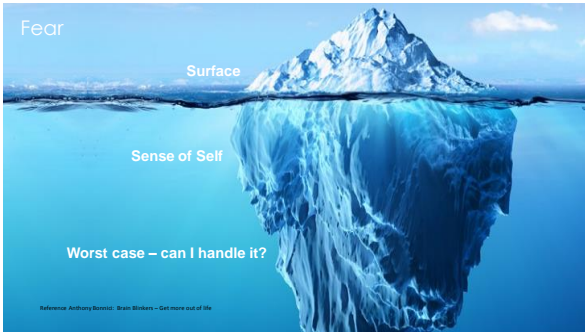 Fear
Surface
Sense of Self
Worst case – can I handle it?
Reference Anthony Bonnici: Brain Blinkers – Get more out of life